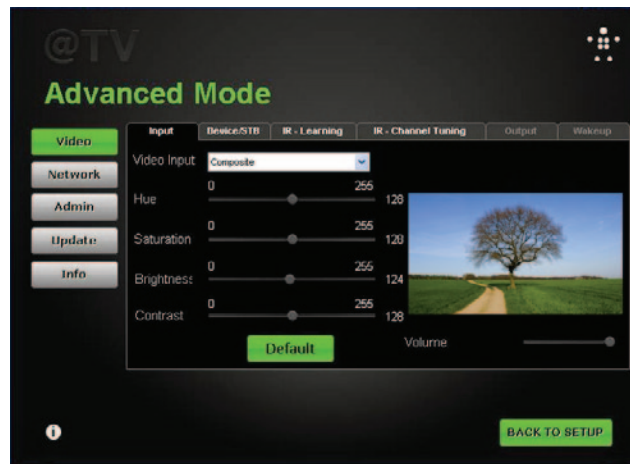 @TV
Advanced Mode
Video
Network
Admin
Update
Info
Input Device/STB IR - Learning IR - Channel Tuning Output Wakeup
Video Input Composite
0 255
Hue 128
0 255
Saturation 128
0 255
Brightness 124
0 255
Contrast 128
Default
Volume
i
BACK TO SETUP